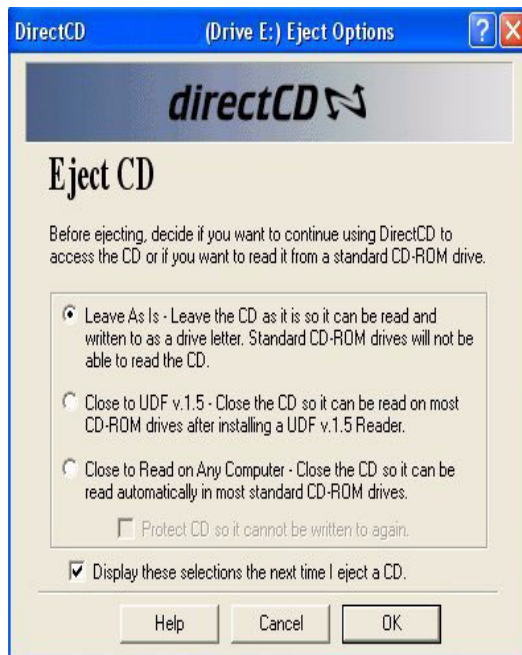 DirectCD (Drive E:) Eject Options
directCD
Eject CD
Before ejecting, decide if you want to continue using DirectCD to
access the CD or if you want to read it from a standard CD-ROM drive.
Leave As Is - Leave the CD as it is so it can be read and
written to as a drive letter. Standard CD-ROM drives will not be
able to read the CD.
Close to UDF v.1.5 - Close the CD so it can be read on most
CD-ROM drives after installing a UDF v.1.5 Reader.
Close to Read on Any Computer - Close the CD so it can be
read automatically in most standard CD-ROM drives.
Protect CD so it cannot be written to again.
Display these selections the next time I eject a CD.
Help Cancel OK